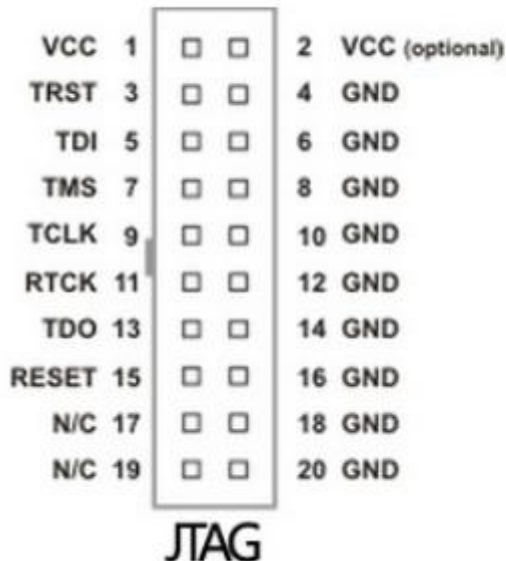 VCC 1 2 VCC (optional)
TRST 3 4 GND
TDI 5 6 GND
TMS 7 8 GND
TCLK 9 10 GND
RTCK 11 12 GND
TDO 13 14 GND
RESET 15 16 GND
N/C 17 18 GND
N/C 19 20 GND
JTAG